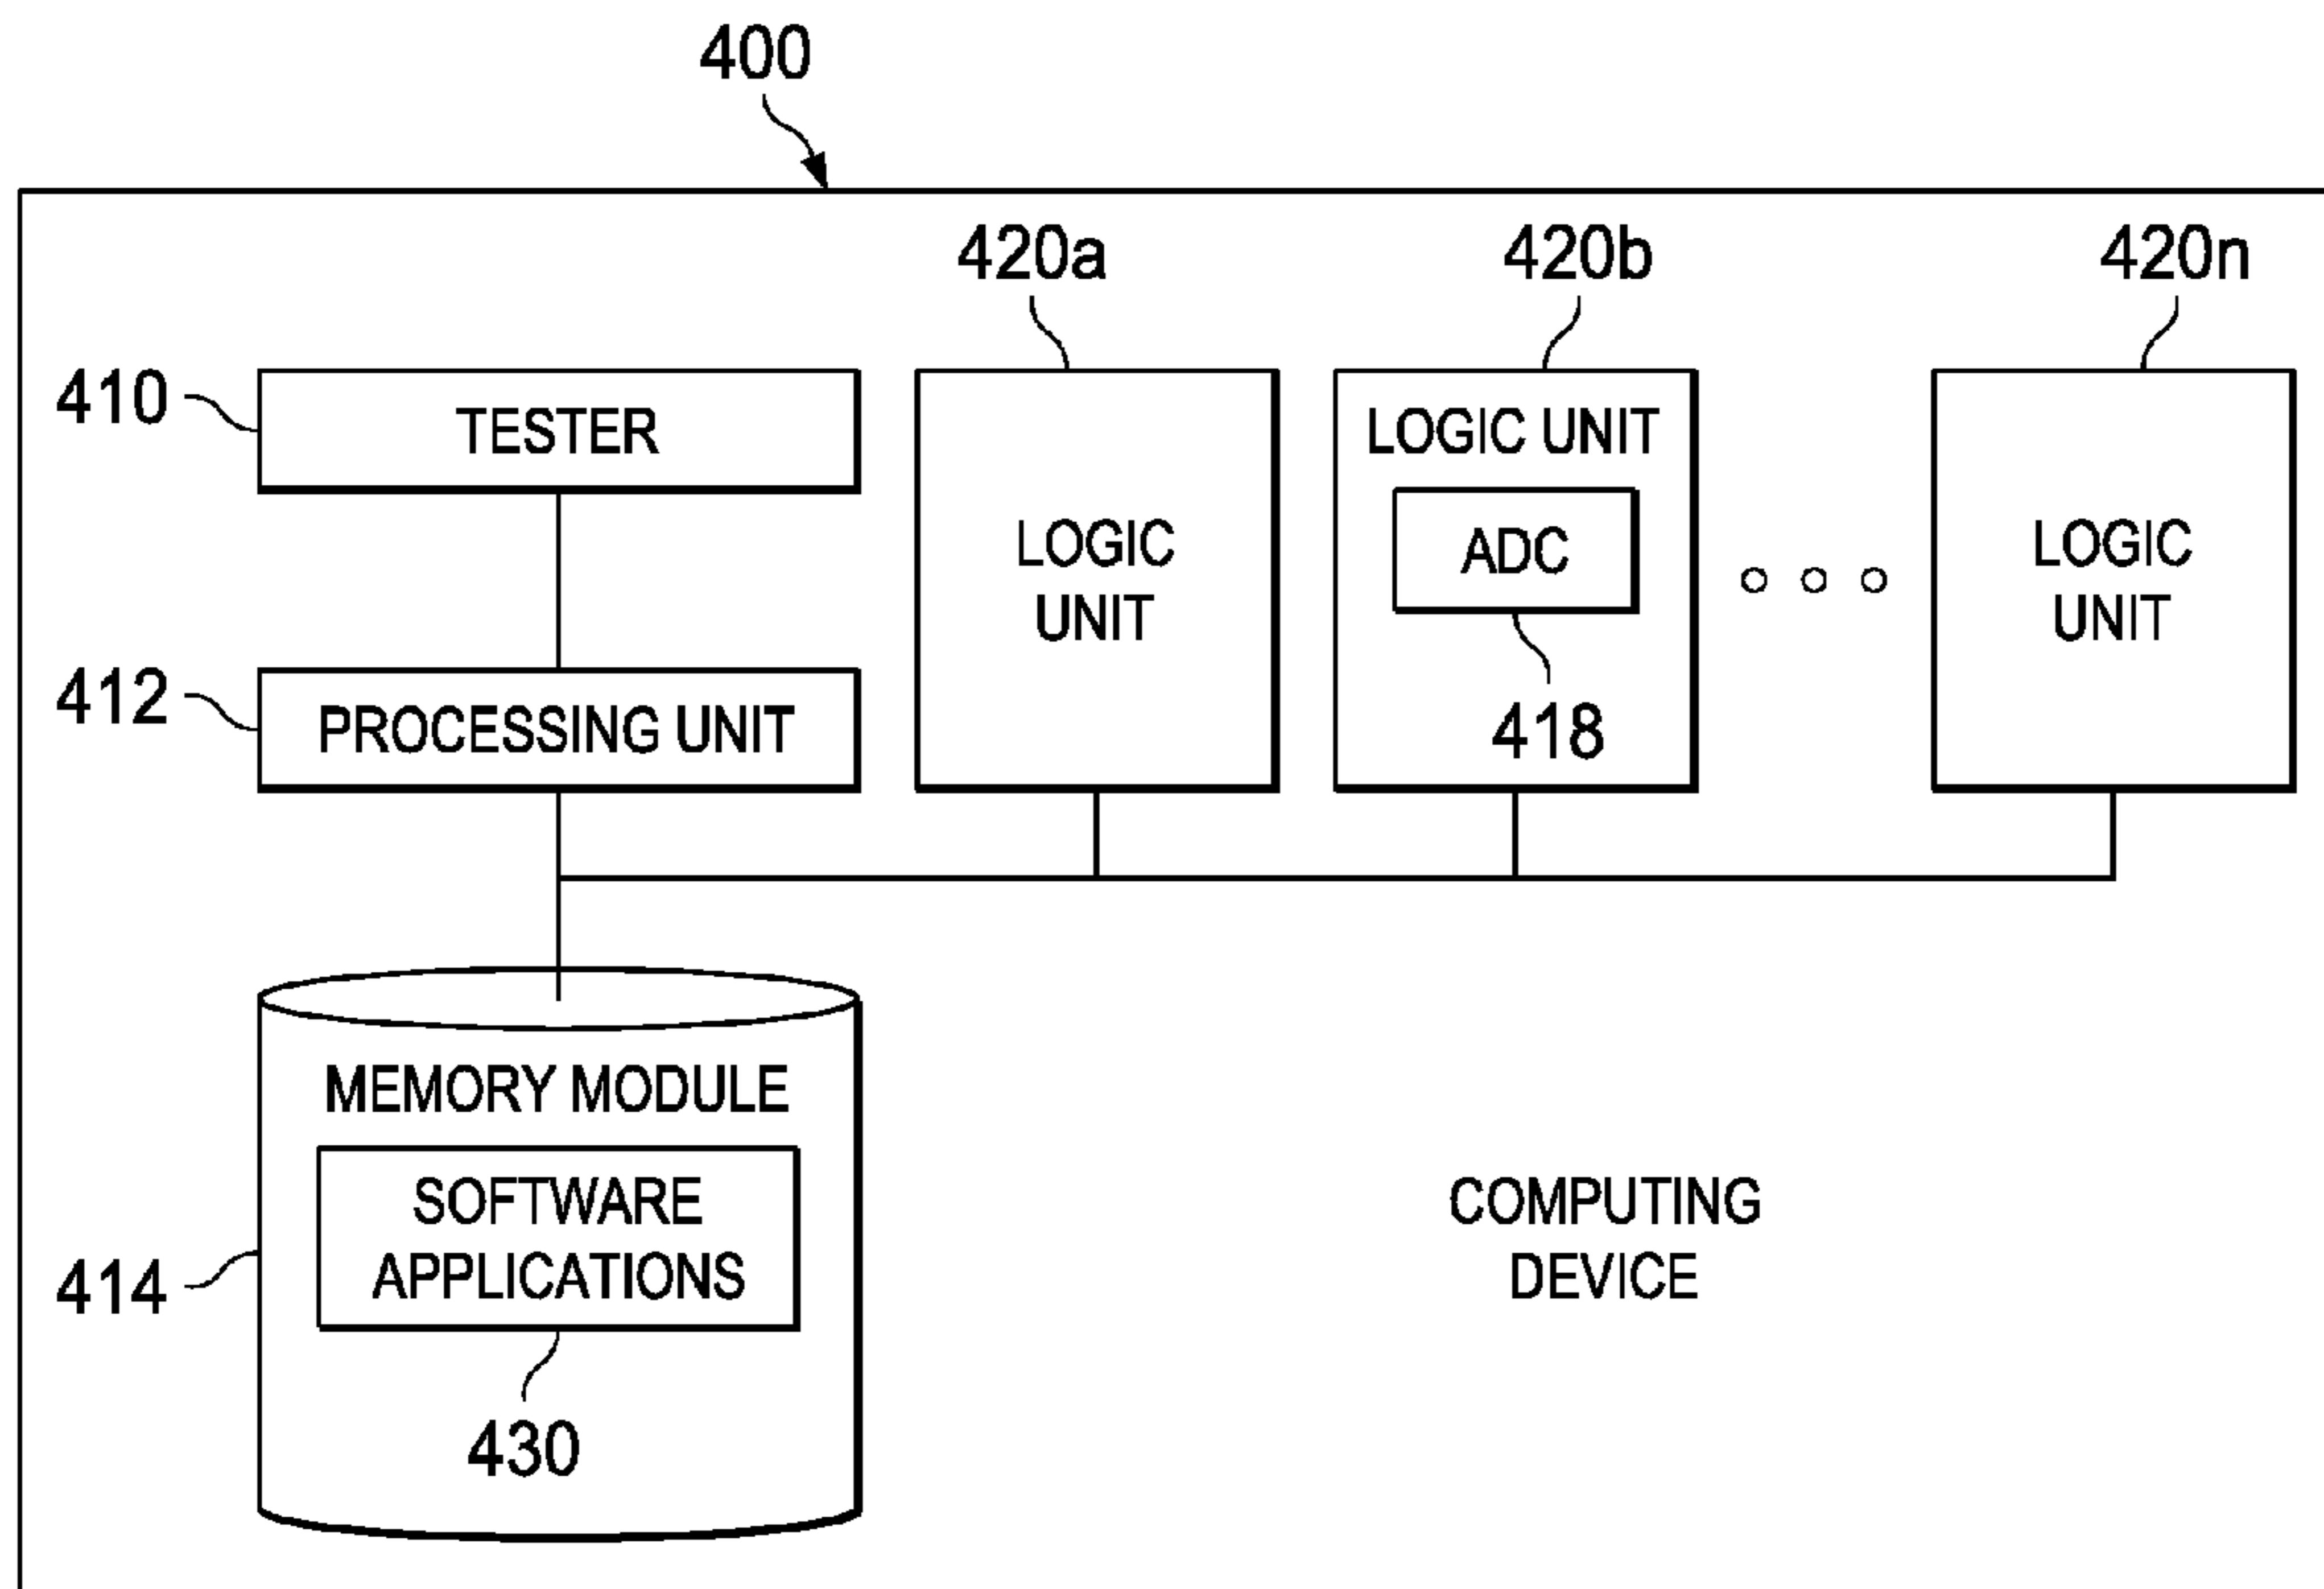 400
420a
420b
420n
410
TESTER
LOGIC UNIT
ADC
LOGIC
UNIT
LOGIC
UNIT
412
PROCESSING UNIT
418
MEMORY MODULE
SOFTWARE
APPLICATIONS
414
430
COMPUTING
DEVICE